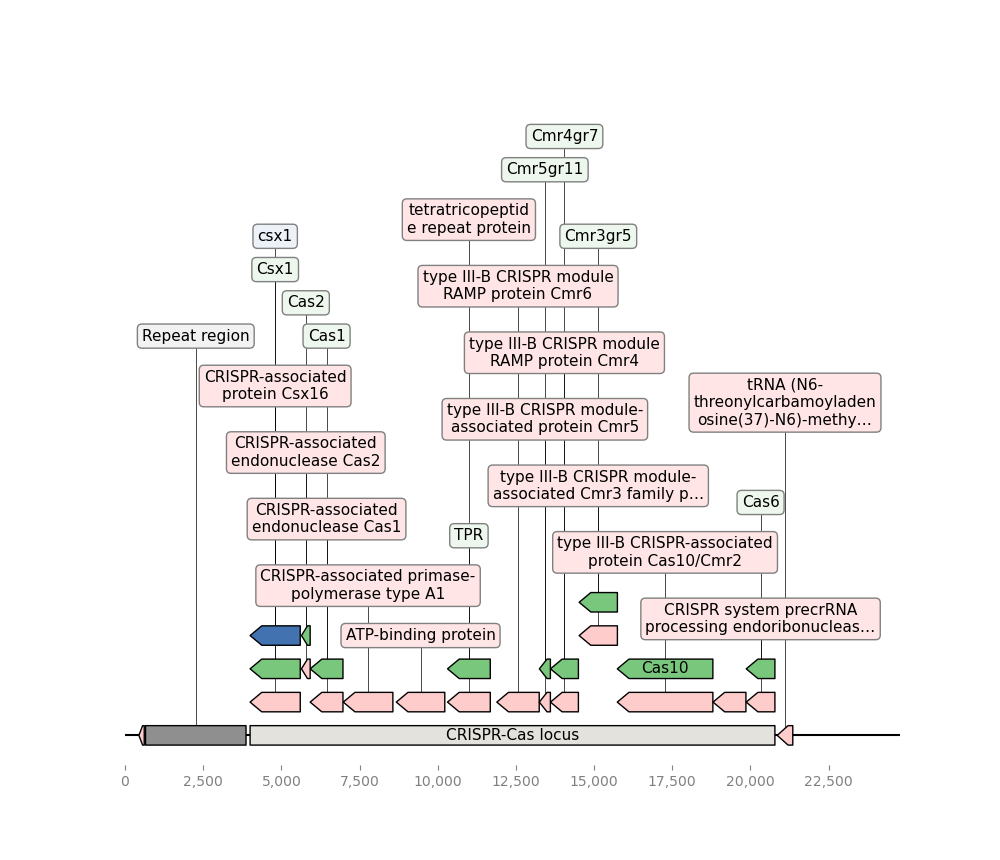 Cmr4gr7
Cmr5gr11
tetratricopeptid
e repeat protein
csx1
Cmr3gr5
Csx1
type III-B CRISPR module
RAMP protein Cmr6
Cas2
Repeat region
Cas1
type III-B CRISPR module
RAMP protein Cmr4
CRISPR-associated
protein Csx16
tRNA (N6-
threonylcarbamoyladen
osine(37)-N6)-methy…
type III-B CRISPR module-
associated protein Cmr5
CRISPR-associated
endonuclease Cas2
type III-B CRISPR module-
associated Cmr3 family p…
Cas6
CRISPR-associated
endonuclease Cas1
TPR
type III-B CRISPR-associated
protein Cas10/Cmr2
CRISPR-associated primase-
polymerase type A1
CRISPR system precrRNA
processing endoribonucleas…
ATP-binding protein
Cas10
CRISPR-Cas locus
0 2,500 5,000 7,500 10,000 12,500 15,000 17,500 20,000 22,500